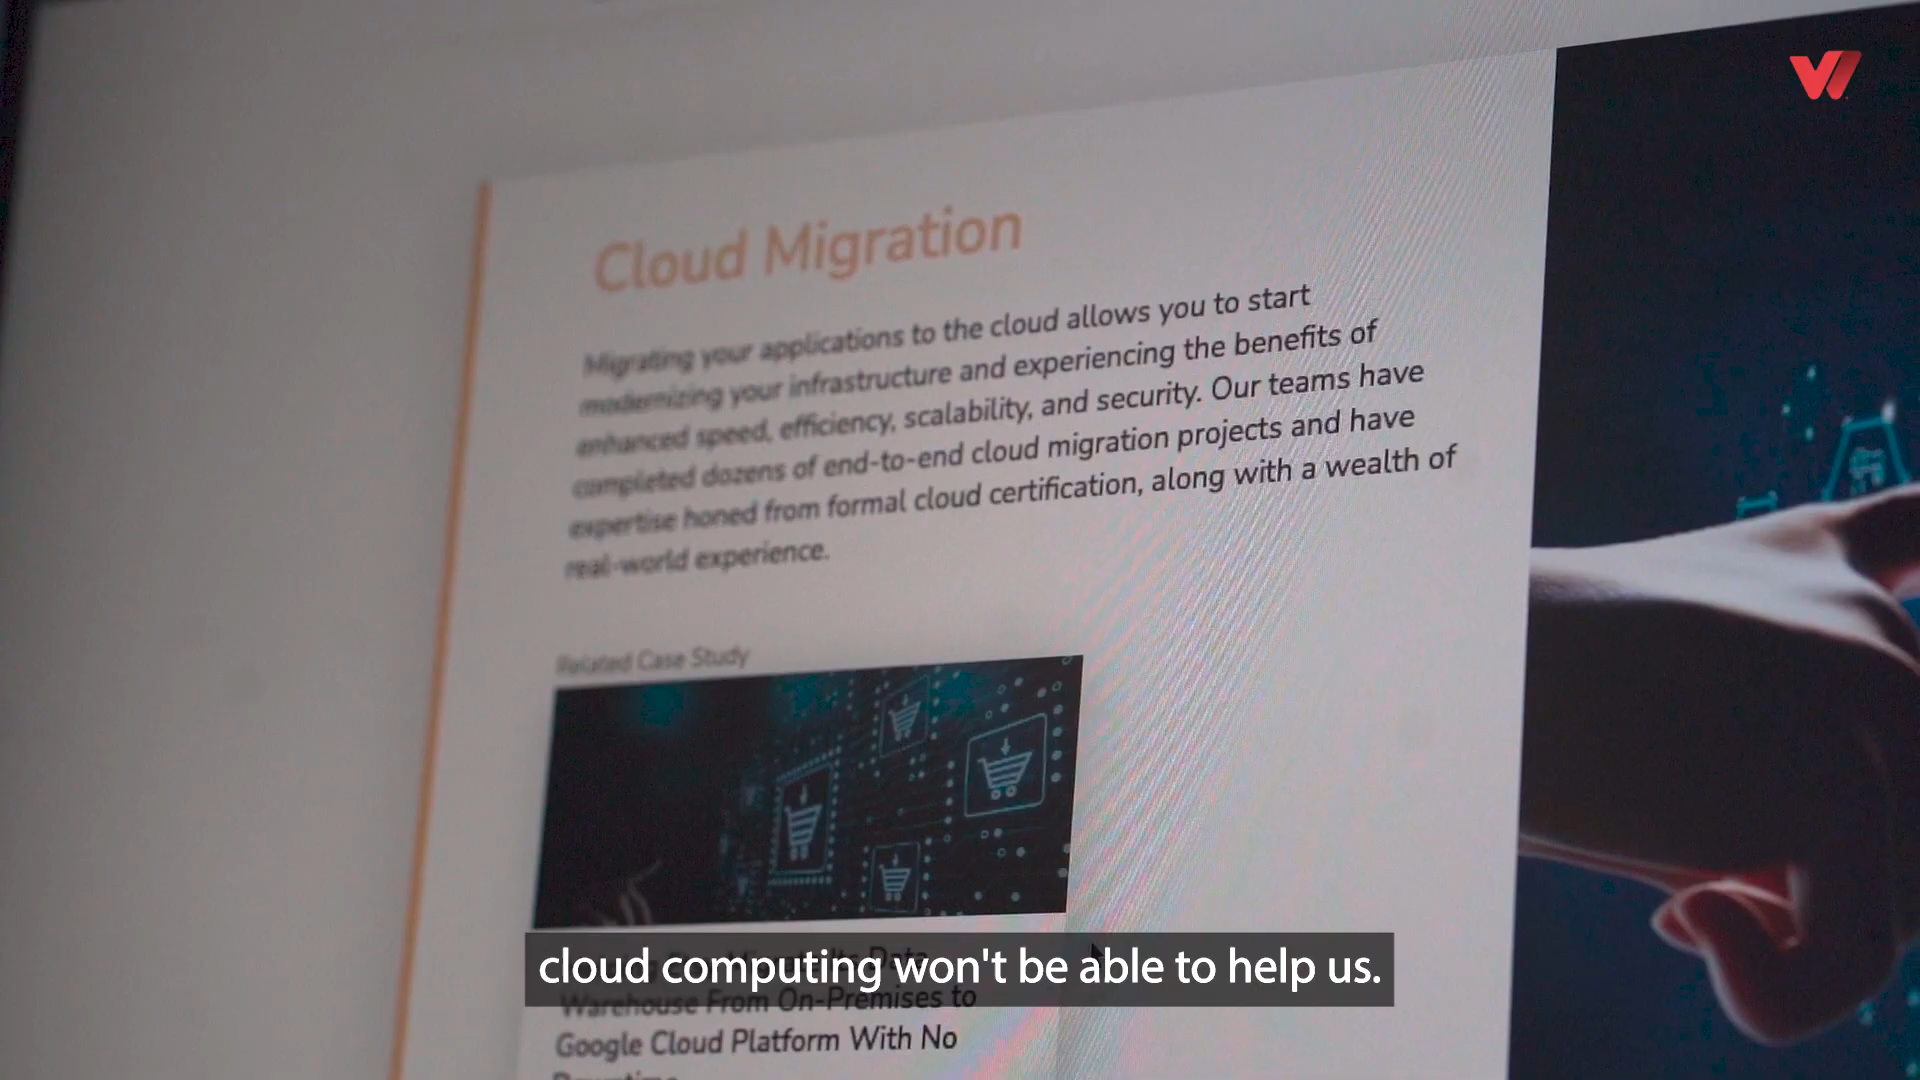 Cloud Migration
Migrating your applications to the cloud allows you to start
modernizing your infrastructure and experiencing the benefits of
enhanced speed, efficiency, scalability, and security. Our teams have
completed dozens of end-to-end cloud migration projects and have
expertise honed from formal cloud certification, along with a wealth of
real-world experience.
Related Case Study
cloud computing won't be able to help us.
Warehouse From On-Premises to
Google Cloud Platform With No